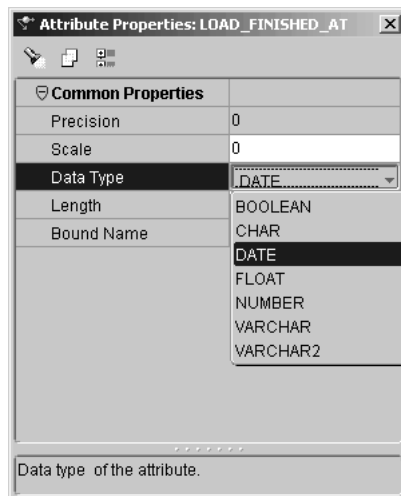 Attribute Properties: LOAD_FINISHED_AT
Common Properties
Precision 0
Scale 0
Data Type DATE
Length
Bound Name
BOOLEAN
CHAR
DATE
FLOAT
NUMBER
VARCHAR
VARCHAR2
Data type of the attribute.